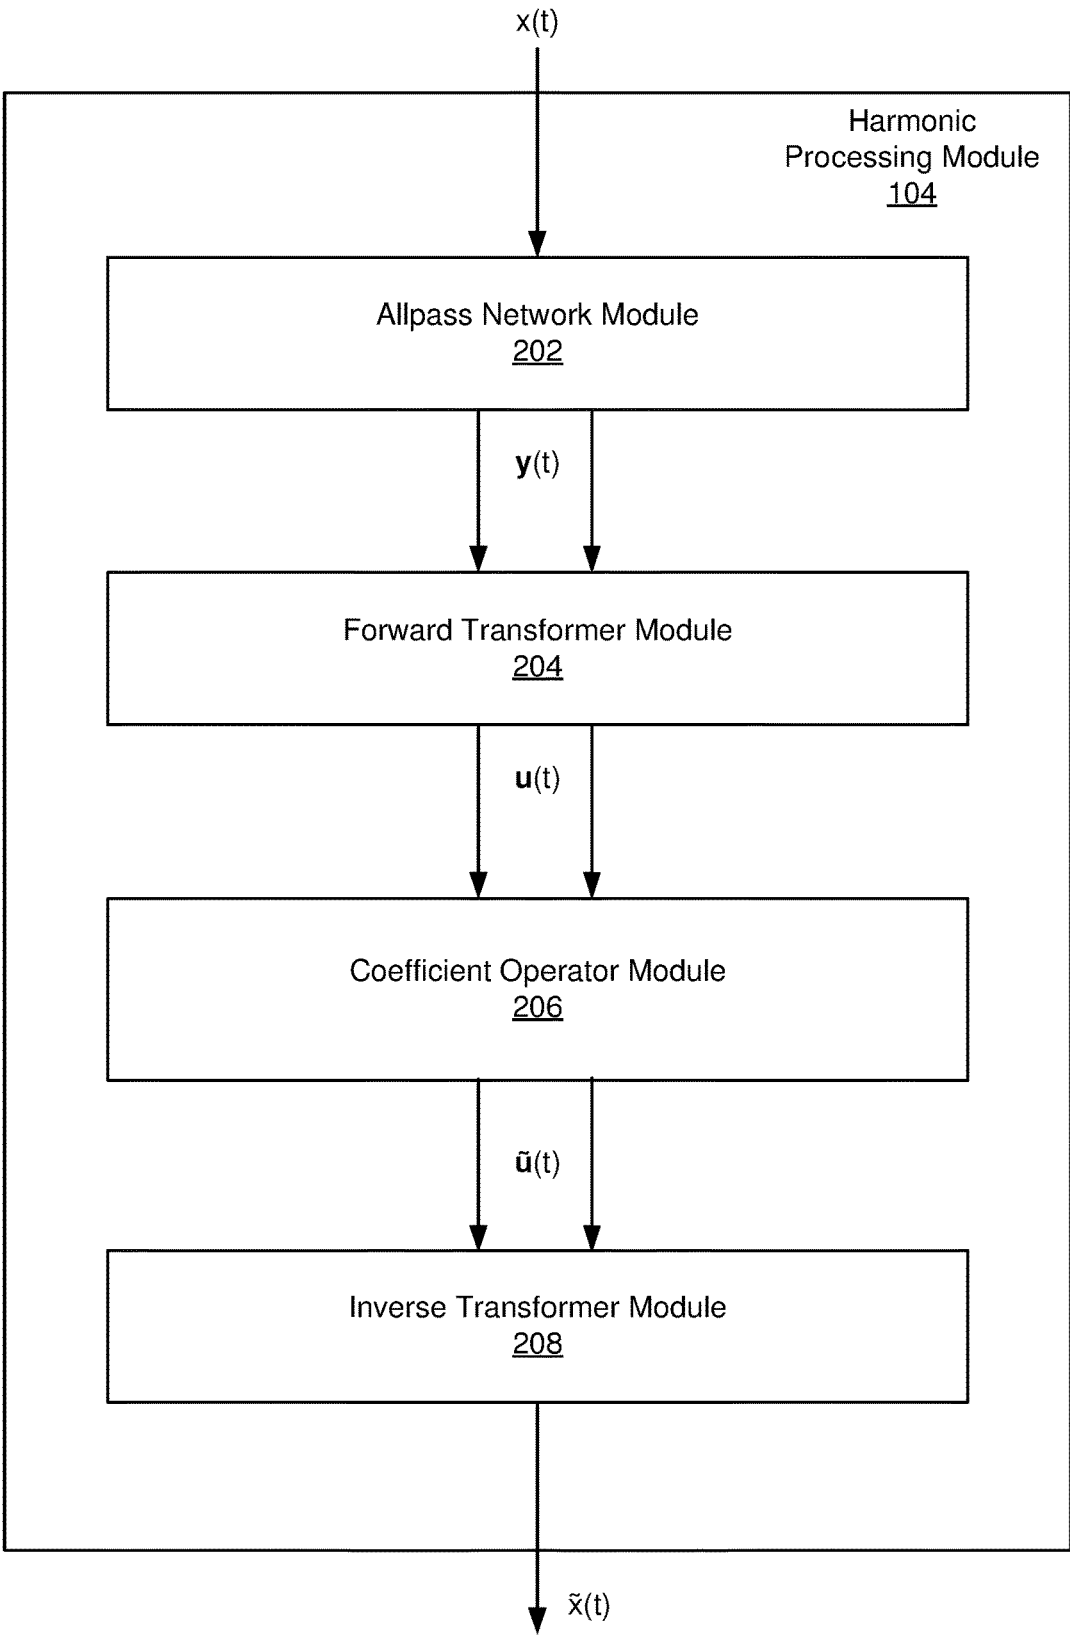 x(t)
Harmonic
Processing Module
104
Allpass Network Module
202
y(t)
Forward Transformer Module
204
u(t)
Coefficient Operator Module
206
ũ(t)
Inverse Transformer Module
208
x̃(t)